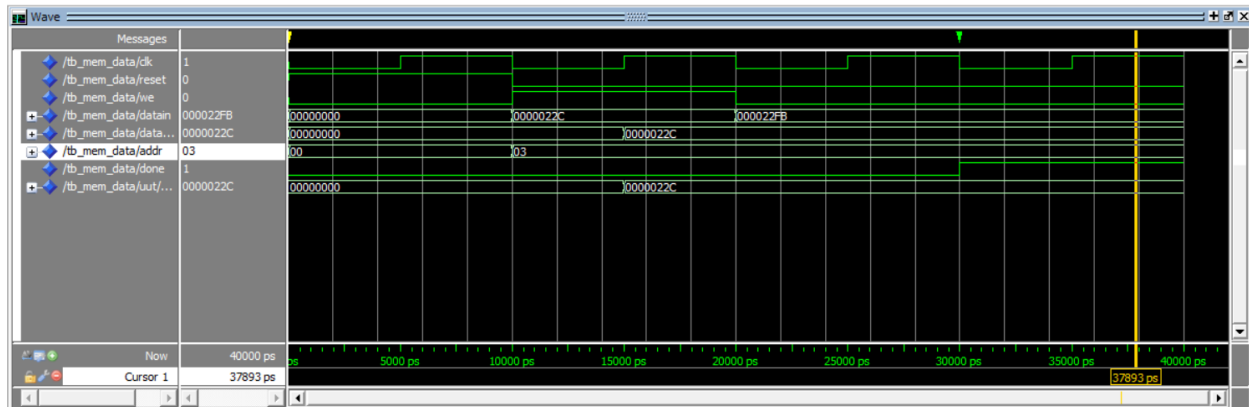 Wave
Messages
/tb_mem_data/clk 1
/tb_mem_data/reset 0
/tb_mem_data/we 0
/tb_mem_data/datain 000022FB 00000000 0000022C 000022FB
/tb_mem_data/data... 0000022C 00000000 0000022C
/tb_mem_data/addr 03 00 03
/tb_mem_data/done 1
/tb_mem_data/uut/... 0000022C 00000000 0000022C
Now 40000 ps ps 5000 ps 10000 ps 15000 ps 20000 ps 25000 ps 30000 ps 35000 ps 40000 ps
Cursor 1 37893 ps 37893 ps